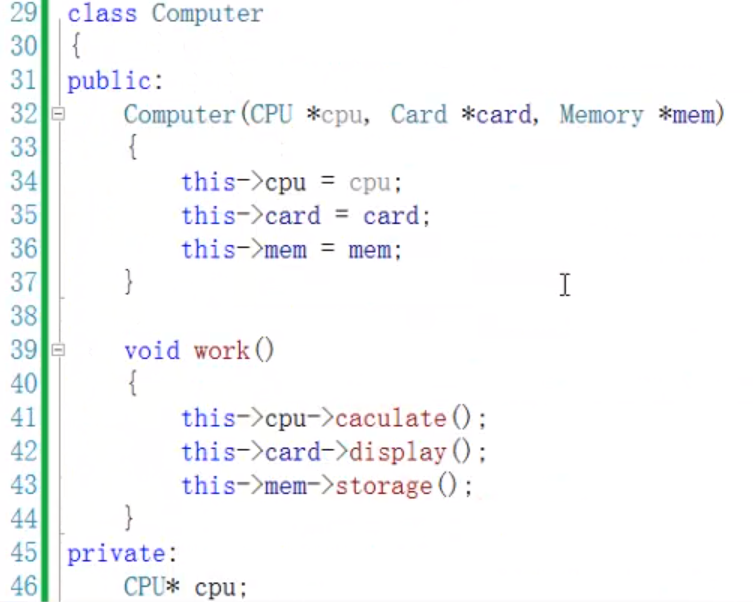 29 class Computer
30 {
31 public:
32 Computer(CPU *cpu, Card *card, Memory *mem)
33 {
34 this->cpu = cpu;
35 this->card = card;
36 this->mem = mem;
37 }
38
39 void work()
40 {
41 this->cpu->caculate();
42 this->card->display();
43 this->mem->storage();
44 }
45 private:
46 CPU* cpu;